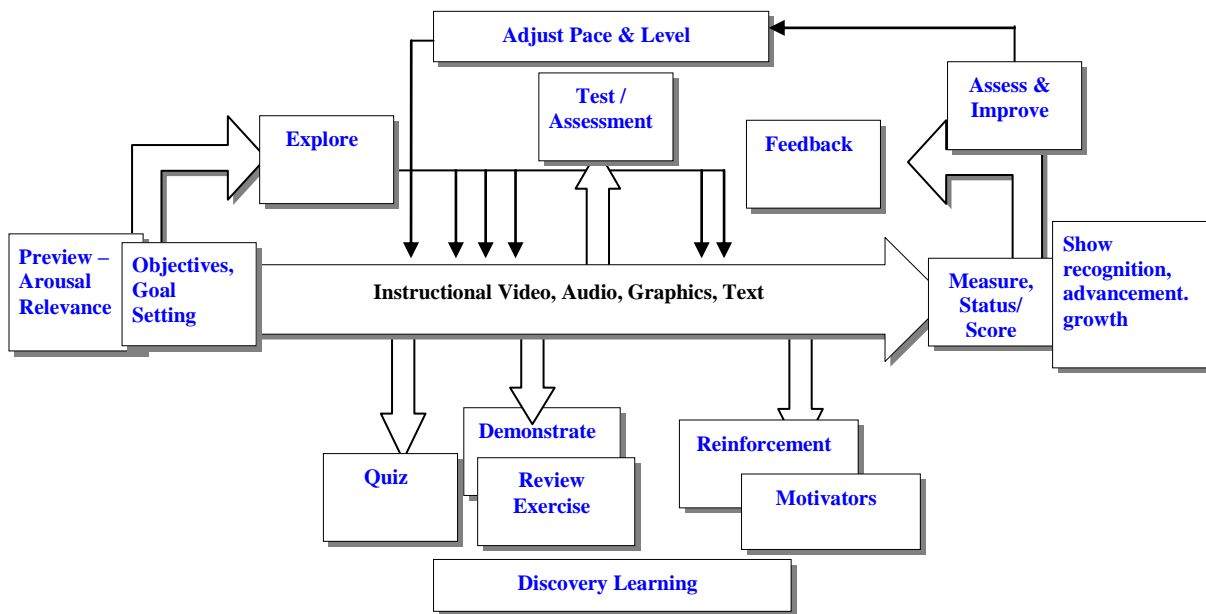 Adjust Pace & Level
Test /
Assessment
Assess &
Improve
Explore
Feedback
Preview –
Arousal
Relevance
Objectives,
Goal
Setting
Instructional Video, Audio, Graphics, Text
Measure,
Status/
Score
Show
recognition,
advancement.
growth
Quiz
Demonstrate
Review
Exercise
Reinforcement
Motivators
Discovery Learning